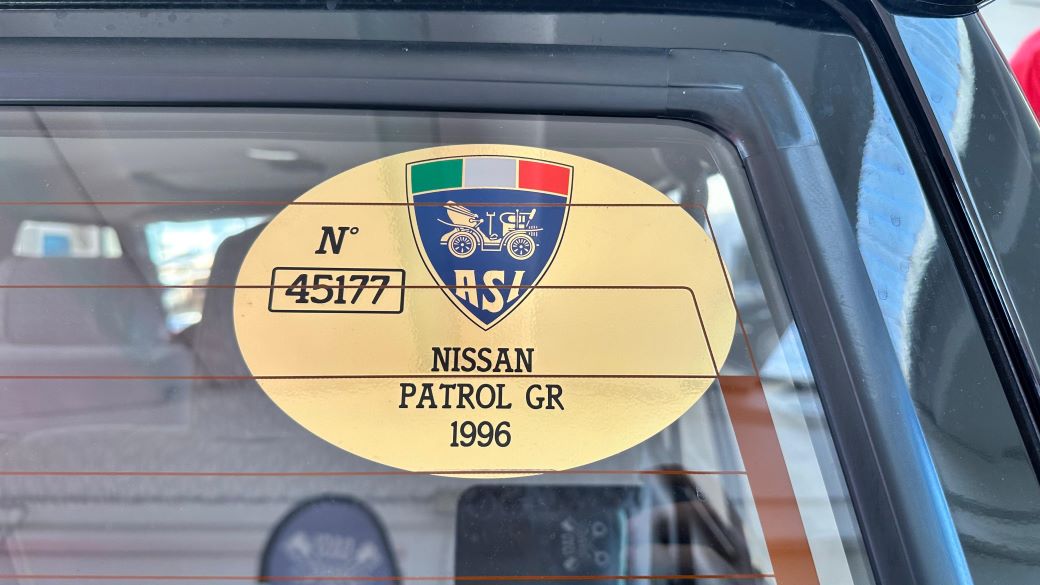 ASI
N°
45177
NISSAN
PATROL GR
1996